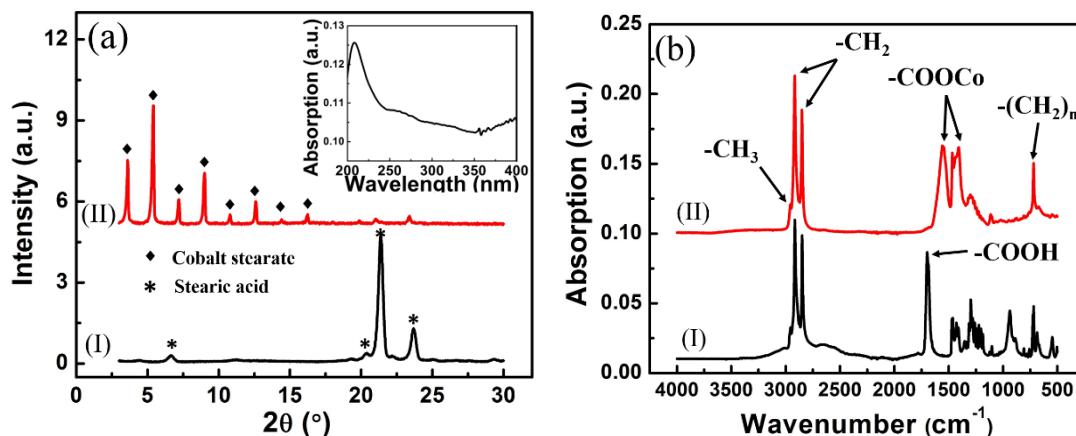 (a)
12
9
6
3
0
Intensity (a.u.)
(II)
(I)
Cobalt stearate
Stearic acid
0.13
0.12
0.11
0.10
Absorption (a.u.)
200 250 300 350 400
Wavelength (nm)
0 5 10 15 20 25 30
2θ (°)
(b)
0.25
0.20
0.15
0.10
0.05
0.00
Absorption (a.u.)
-CH2
-COOCo
-(CH2)n
-CH3
(II)
-COOH
(I)
4000 3500 3000 2500 2000 1500 1000 500
Wavenumber (cm⁻¹)